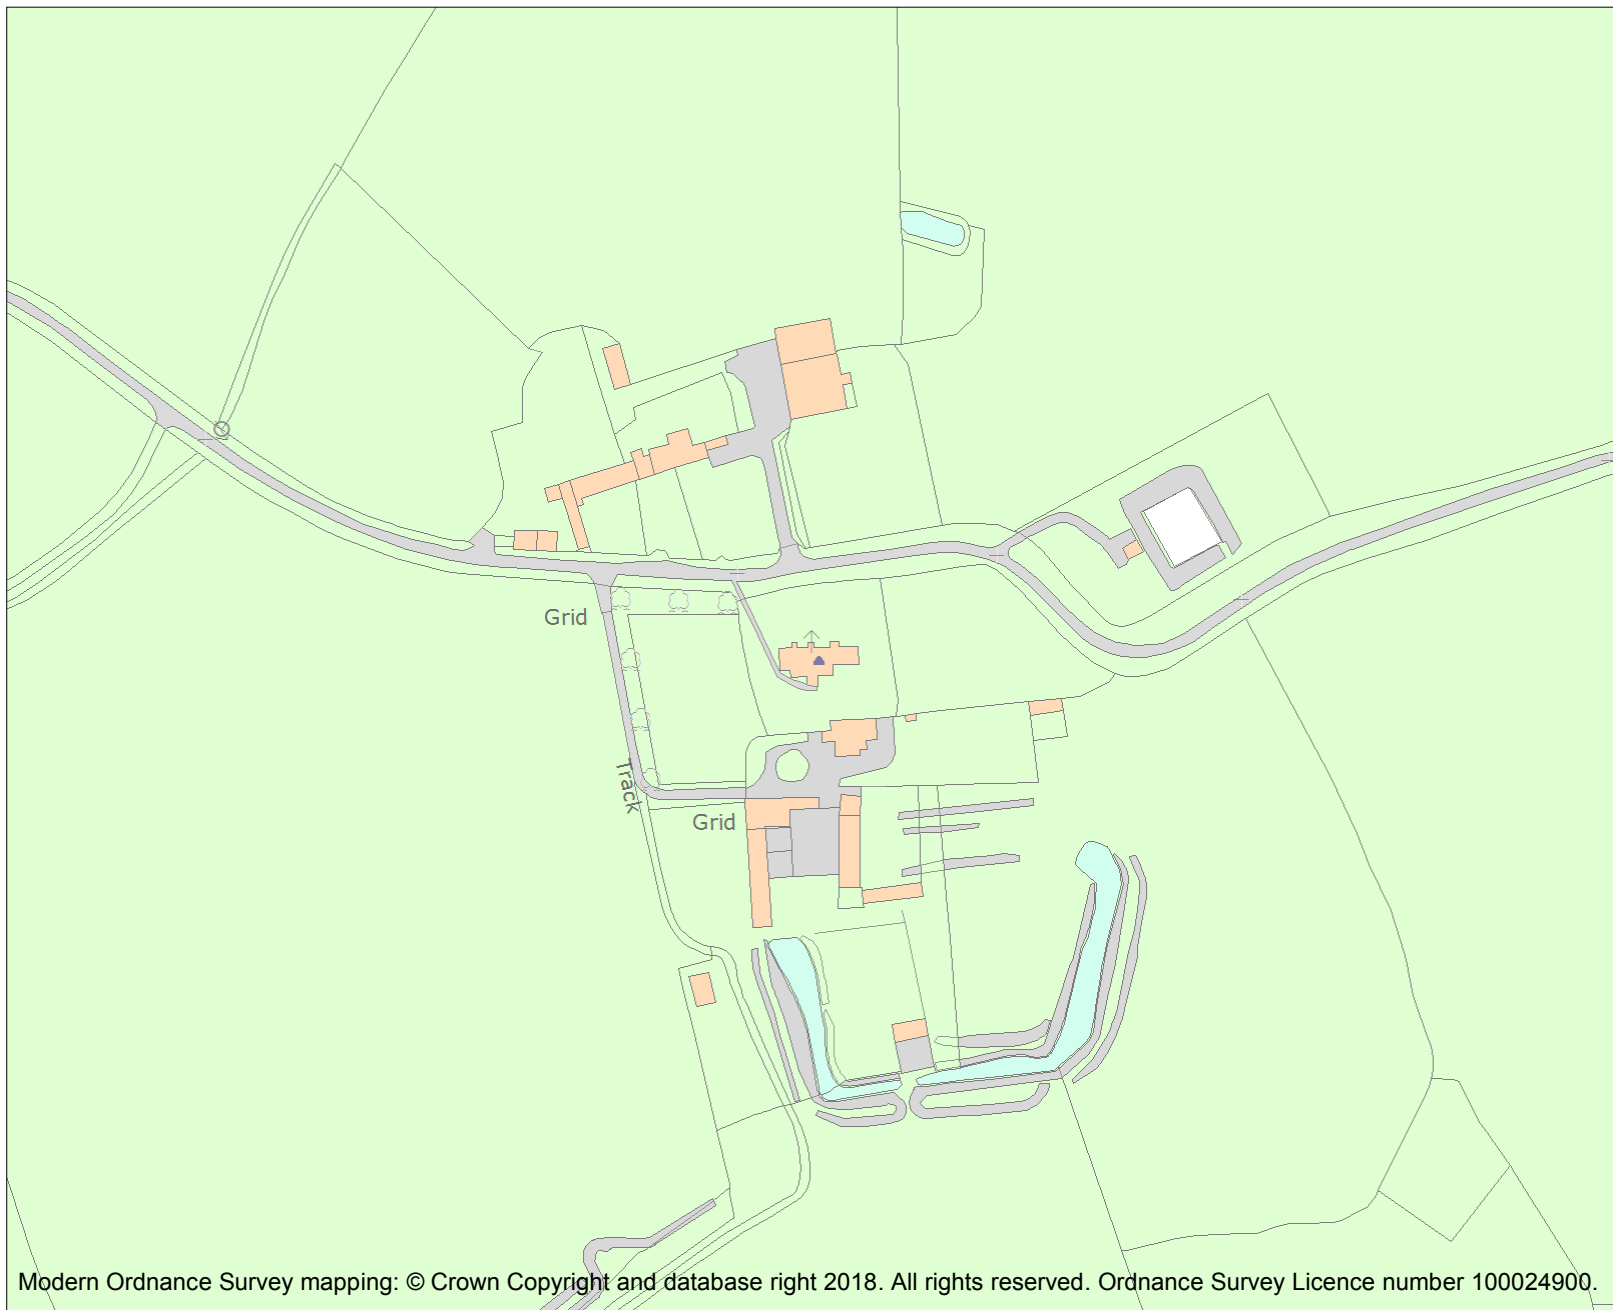 Grid
Track
Grid
Modern Ordnance Survey mapping: © Crown Copyright and database right 2018. All rights reserved. Ordnance Survey Licence number 100024900.